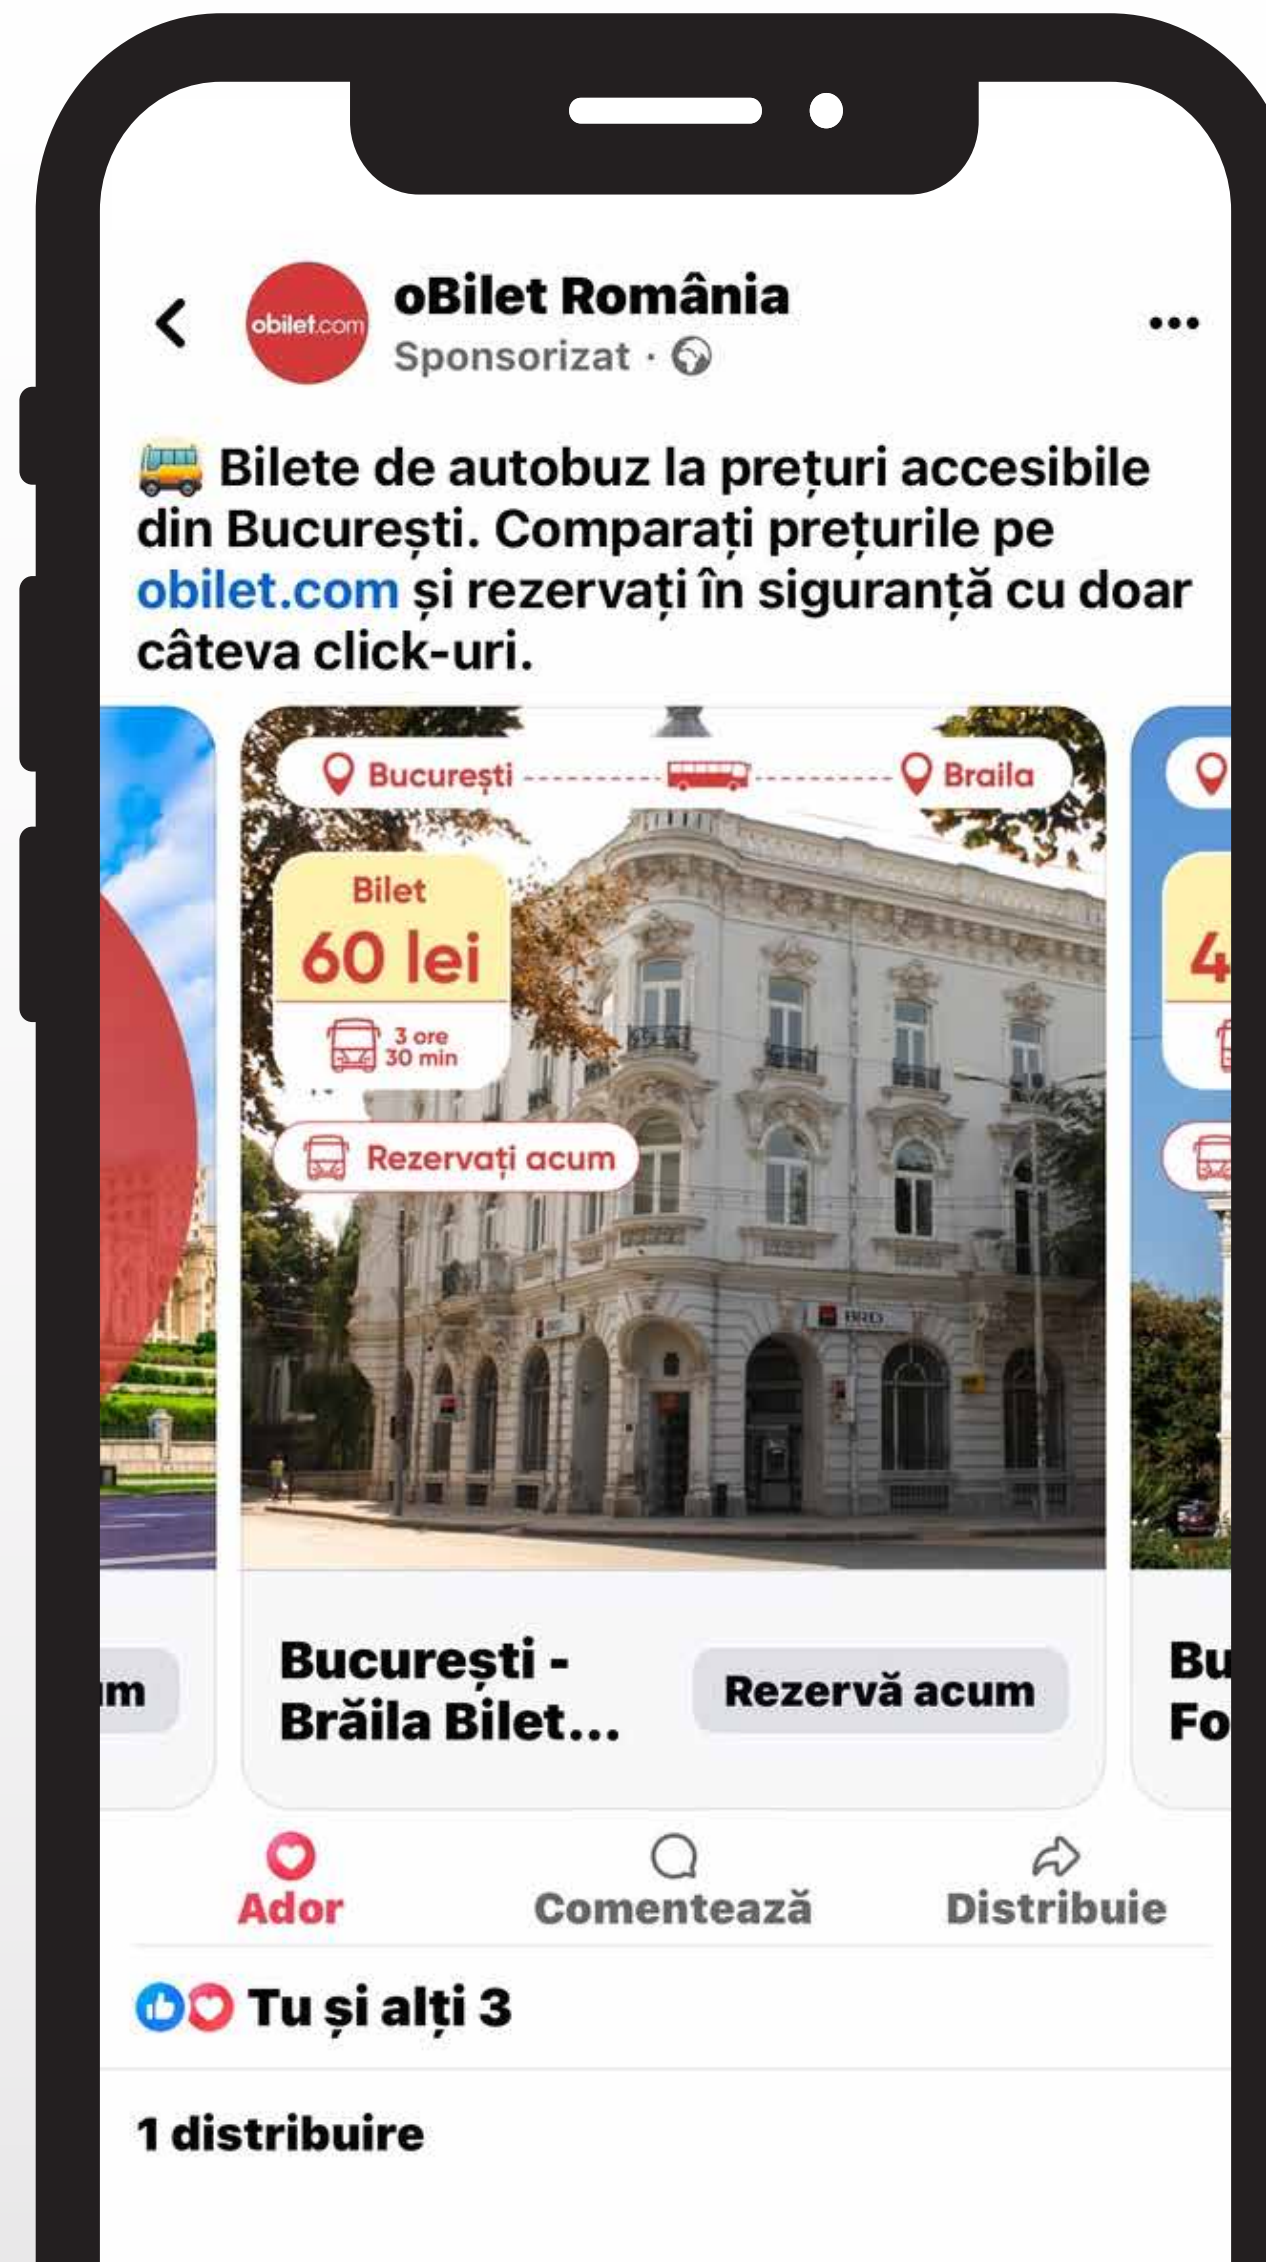 obilet.com
oBilet România
Sponsorizat ·
Bilete de autobuz la prețuri accesibile
din București. Comparați prețurile pe
obilet.com și rezervați în siguranță cu doar
câteva click-uri.
București
Braila
Bilet
60 lei
3 ore
30 min
Rezervați acum
BRD
4
București -
Brăila Bilet...
Rezervă acum
Bu
Fo
Ador
Comentează
Distribuie
Tu și alți 3
1 distribuire